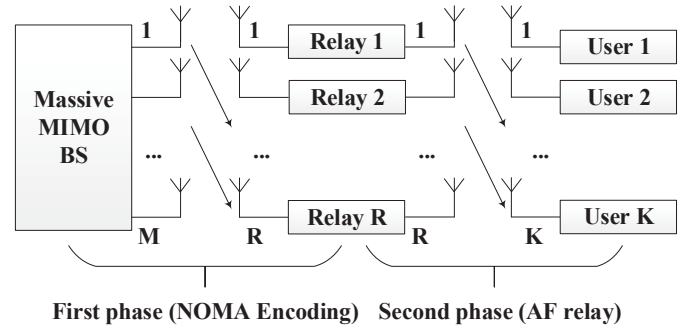 1 1 Relay 1 1 1 User 1
Massive MIMO BS
Relay 2 User 2
... ... ... ...
Relay R User K
M R R K
First phase (NOMA Encoding) Second phase (AF relay)